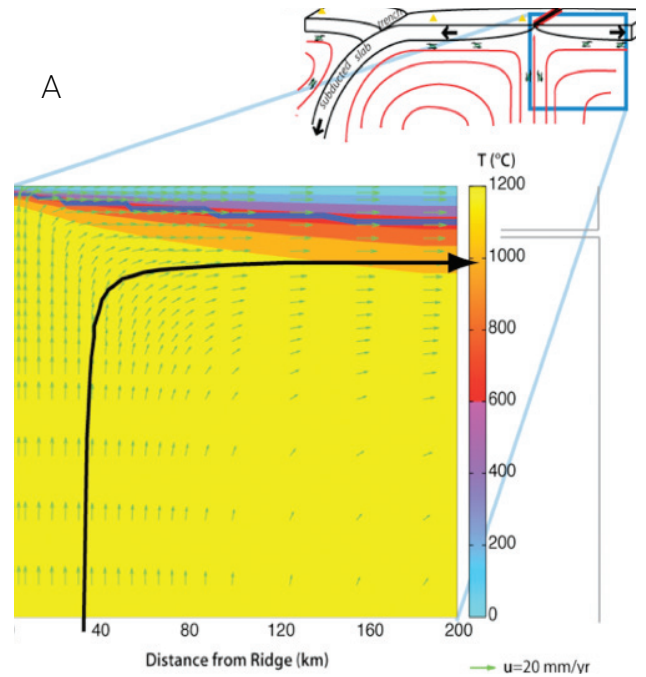 A
trench
subducted slab
T (°C)
1200
1000
800
600
400
200
0
40 80 120 160 200
Distance from Ridge (km)
u=20 mm/yr